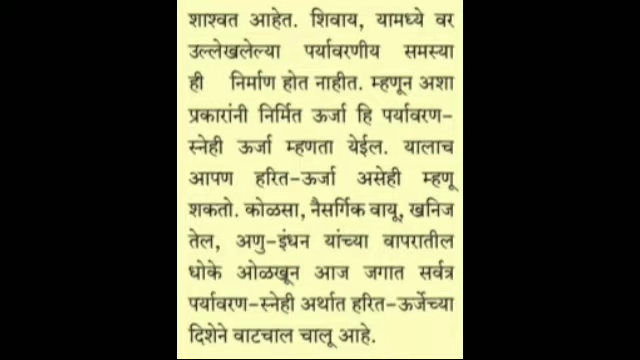 शाश्वत आहेत. शिवाय, यामध्ये वर
उल्लेखलेल्या पर्यावरणीय समस्या
ही निर्माण होत नाहीत. म्हणून अशा
प्रकारांनी निर्मित ऊर्जा हि पर्यावरण-
स्नेही ऊर्जा म्हणता येईल. यालाच
आपण हरित-ऊर्जा असेही म्हणू
शकतो. कोळसा, नैसर्गिक वायू, खनिज
तेल, अणु-इंधन यांच्या वापरातील
धोके ओळखून आज जगात सर्वत्र
पर्यावरण-स्नेही अर्थात हरित-ऊर्जेच्या
दिशेने वाटचाल चालू आहे.